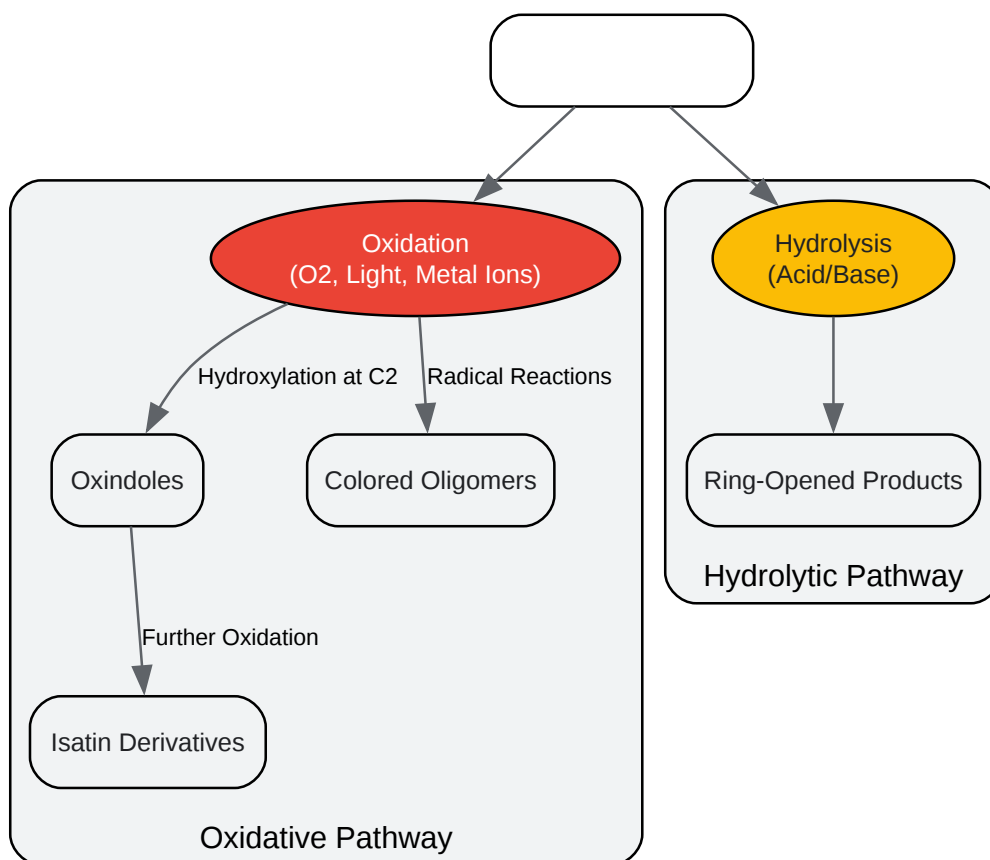 Oxidation
(O2, Light, Metal Ions)
Hydrolysis
(Acid/Base)
Hydroxylation at C2
Radical Reactions
Oxindoles
Colored Oligomers
Ring-Opened Products
Hydrolytic Pathway
Further Oxidation
Isatin Derivatives
Oxidative Pathway